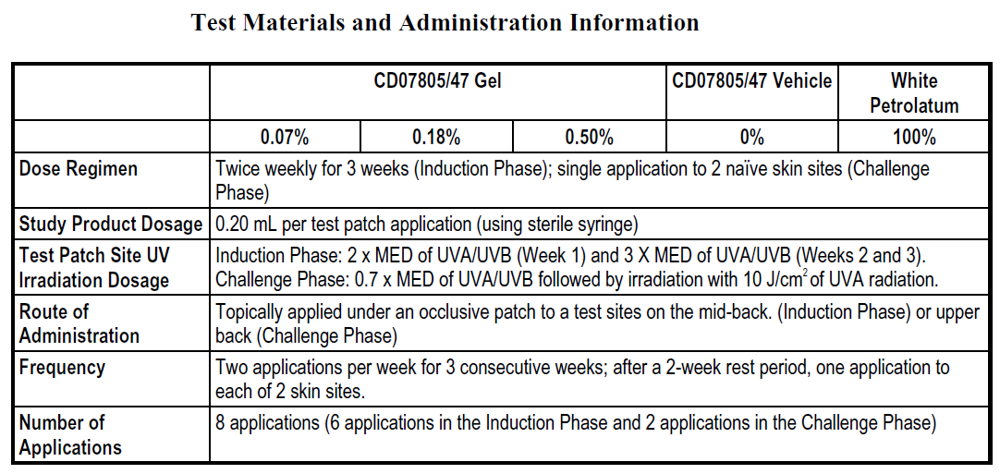 Test Materials and Administration Information
CD07805/47 Gel
CD07805/47 Vehicle
White
Petrolatum
0.07%
0.18%
0.50%
0%
100%
Dose Regimen
Twice weekly for 3 weeks (Induction Phase); single application to 2 naïve skin sites (Challenge
Phase)
Study Product Dosage
0.20 mL per test patch application (using sterile syringe)
Test Patch Site UV
Irradiation Dosage
Induction Phase: 2 x MED of UVA/UVB (Week 1) and 3 X MED of UVA/UVB (Weeks 2 and 3).
Challenge Phase: 0.7 x MED of UVA/UVB followed by irradiation with 10 J/cm² of UVA radiation.
Route of
Administration
Topically applied under an occlusive patch to a test sites on the mid-back. (Induction Phase) or upper
back (Challenge Phase)
Frequency
Two applications per week for 3 consecutive weeks; after a 2-week rest period, one application to
each of 2 skin sites.
Number of
Applications
8 applications (6 applications in the Induction Phase and 2 applications in the Challenge Phase)